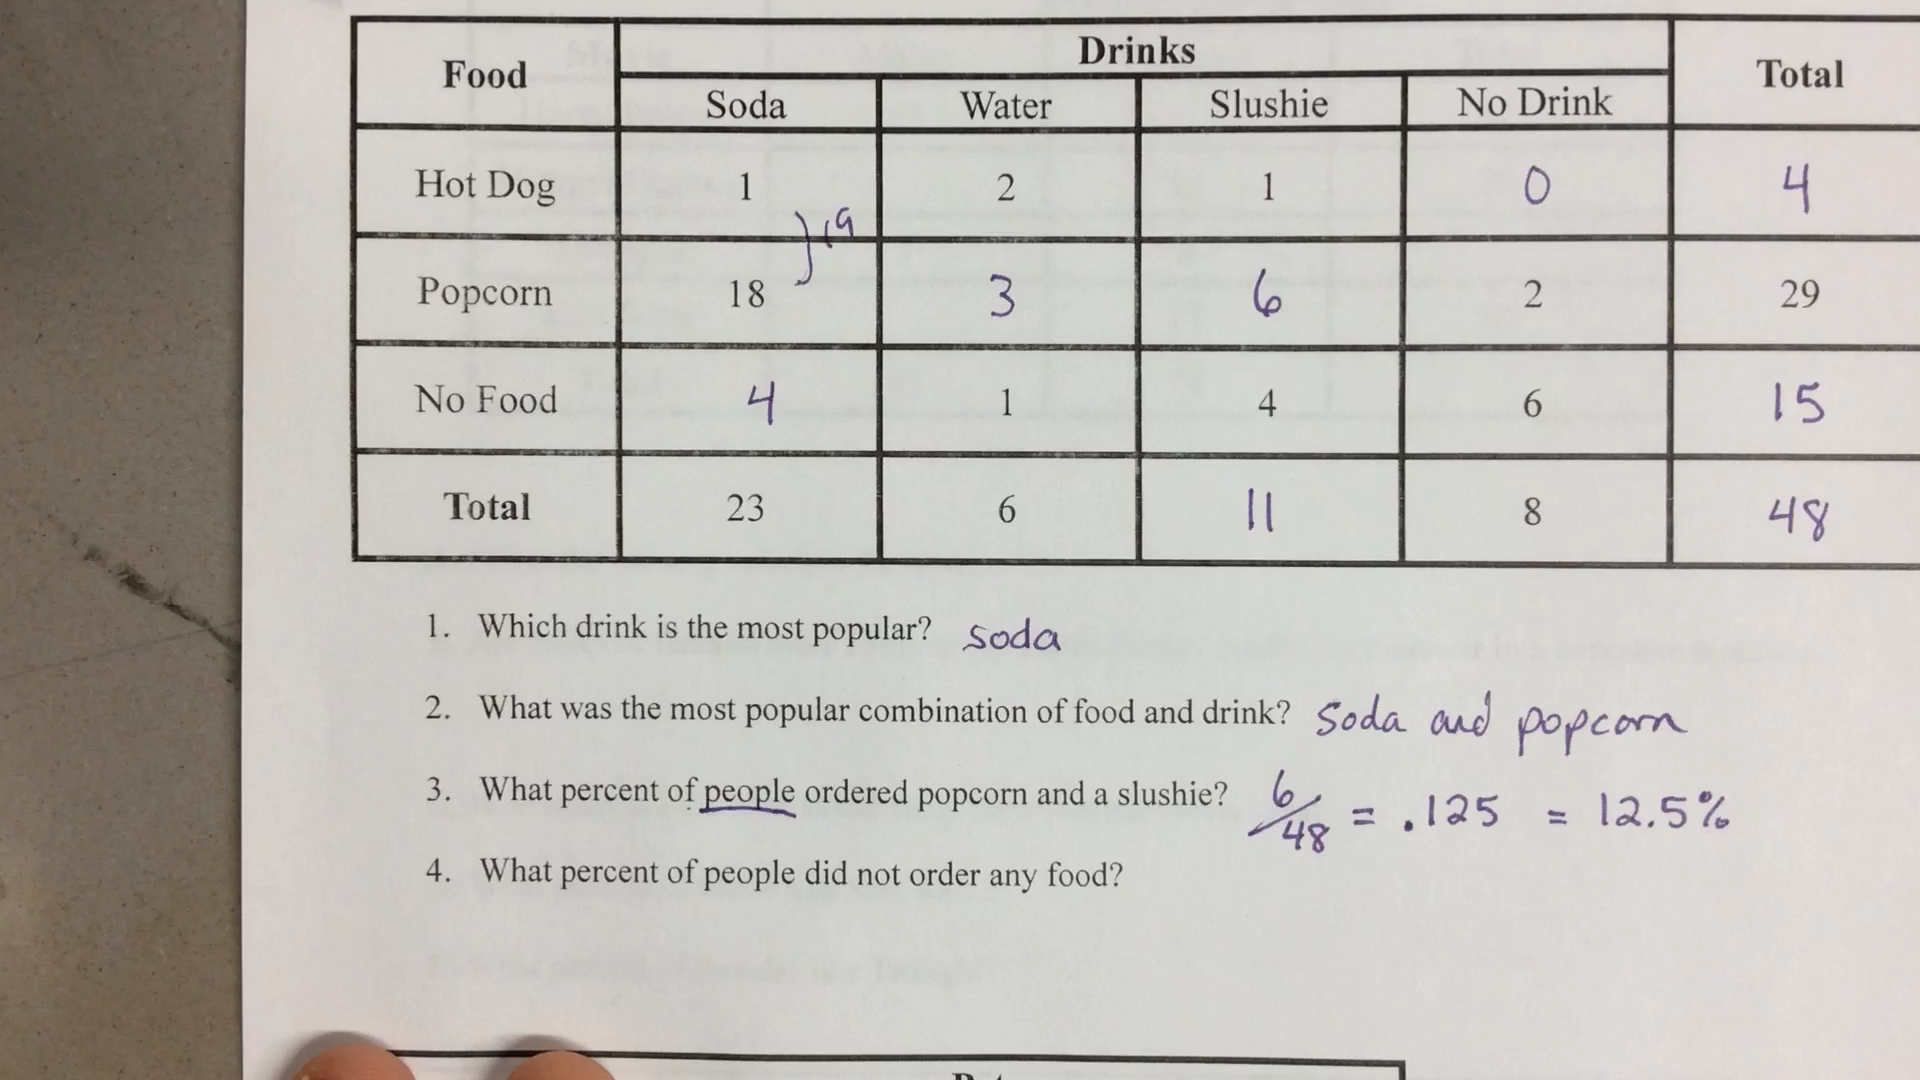 Food Drinks Total
Soda Water Slushie No Drink
Hot Dog 1 2 1 0 4
} 19
Popcorn 18 3 6 2 29
No Food 4 1 4 6 15
Total 23 6 11 8 48
1. Which drink is the most popular? soda
2. What was the most popular combination of food and drink? Soda and popcorn
3. What percent of people ordered popcorn and a slushie? 6/48 = .125 = 12.5%
4. What percent of people did not order any food?